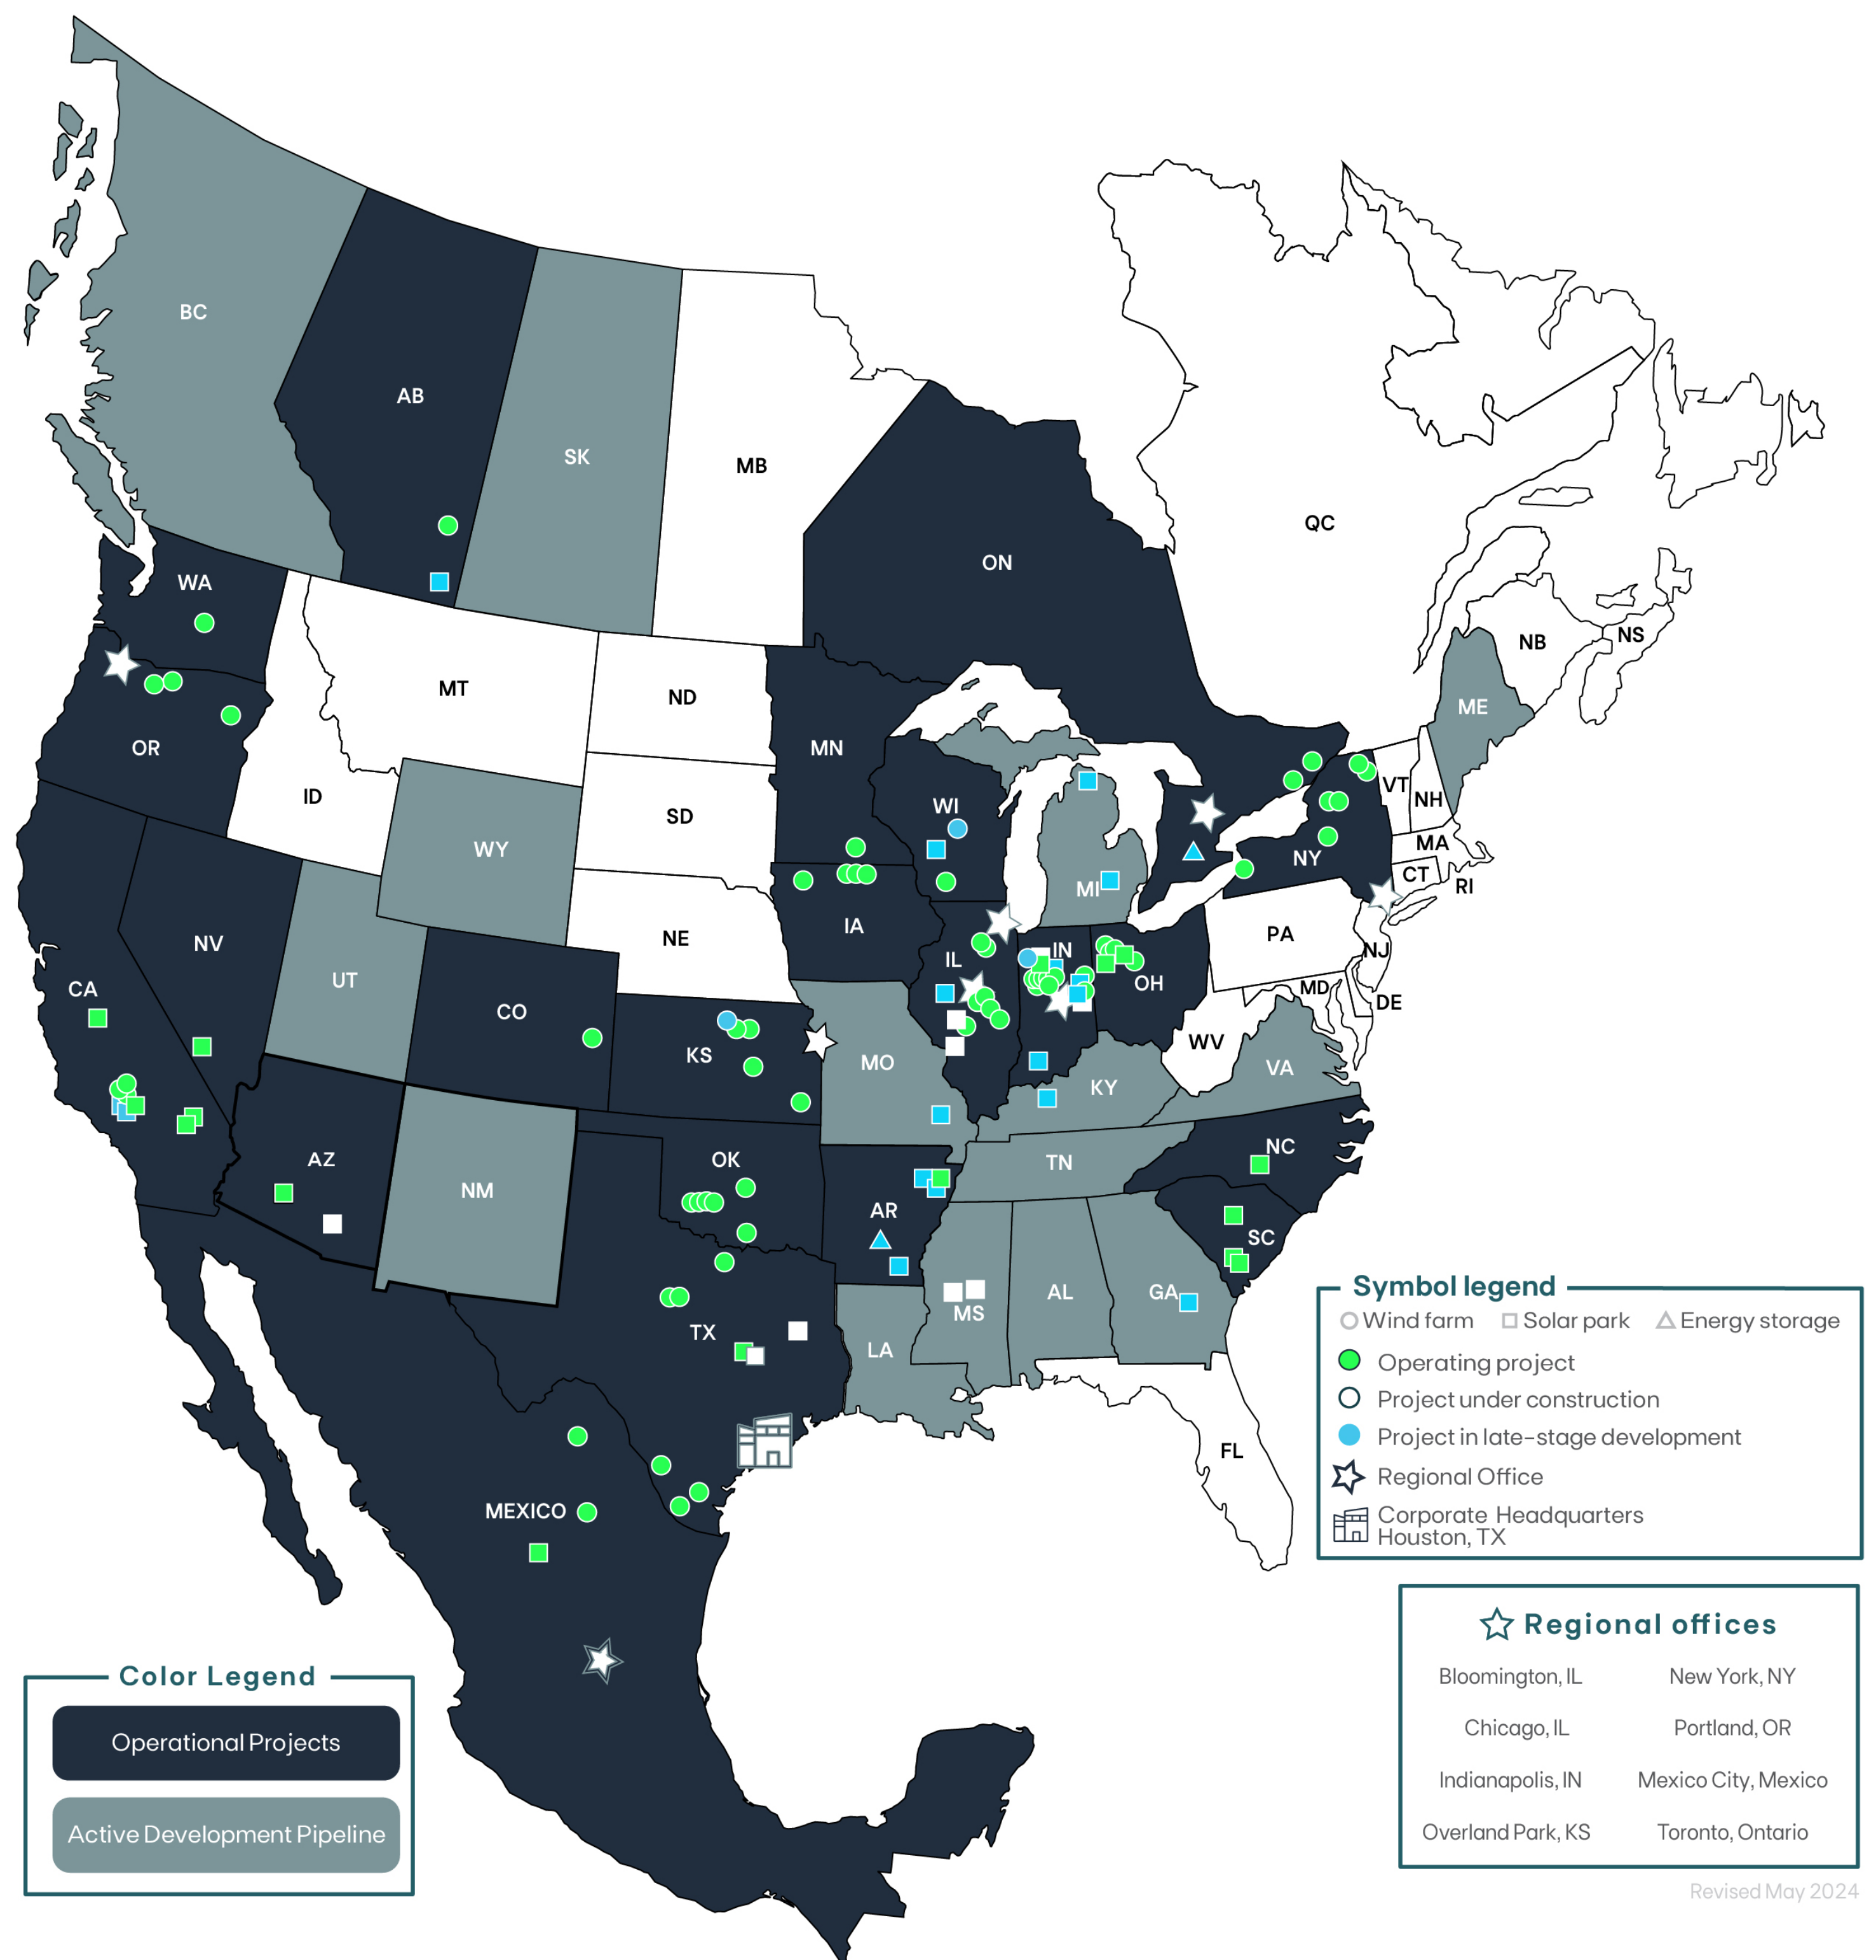 BC
AB
SK
MB
ON
QC
WA
NB
NS
MT
ND
ME
OR
MN
ID
VT
NH
WI
SD
MA
WY
NY
CT
RI
MI
IA
PA
NE
NV
IN
NJ
IL
UT
OH
CA
MD
DE
CO
WV
KS
MO
VA
KY
NC
AZ
OK
TN
NM
AR
SC
AL
GA
MS
TX
LA
FL
MEXICO
Symbol legend
Wind farm Solar park Energy storage
Operating project
Project under construction
Project in late-stage development
Regional Office
Corporate Headquarters
Houston, TX
Regional offices
Bloomington, IL New York, NY
Chicago, IL Portland, OR
Indianapolis, IN Mexico City, Mexico
Overland Park, KS Toronto, Ontario
Color Legend
Operational Projects
Active Development Pipeline
Revised May 2024